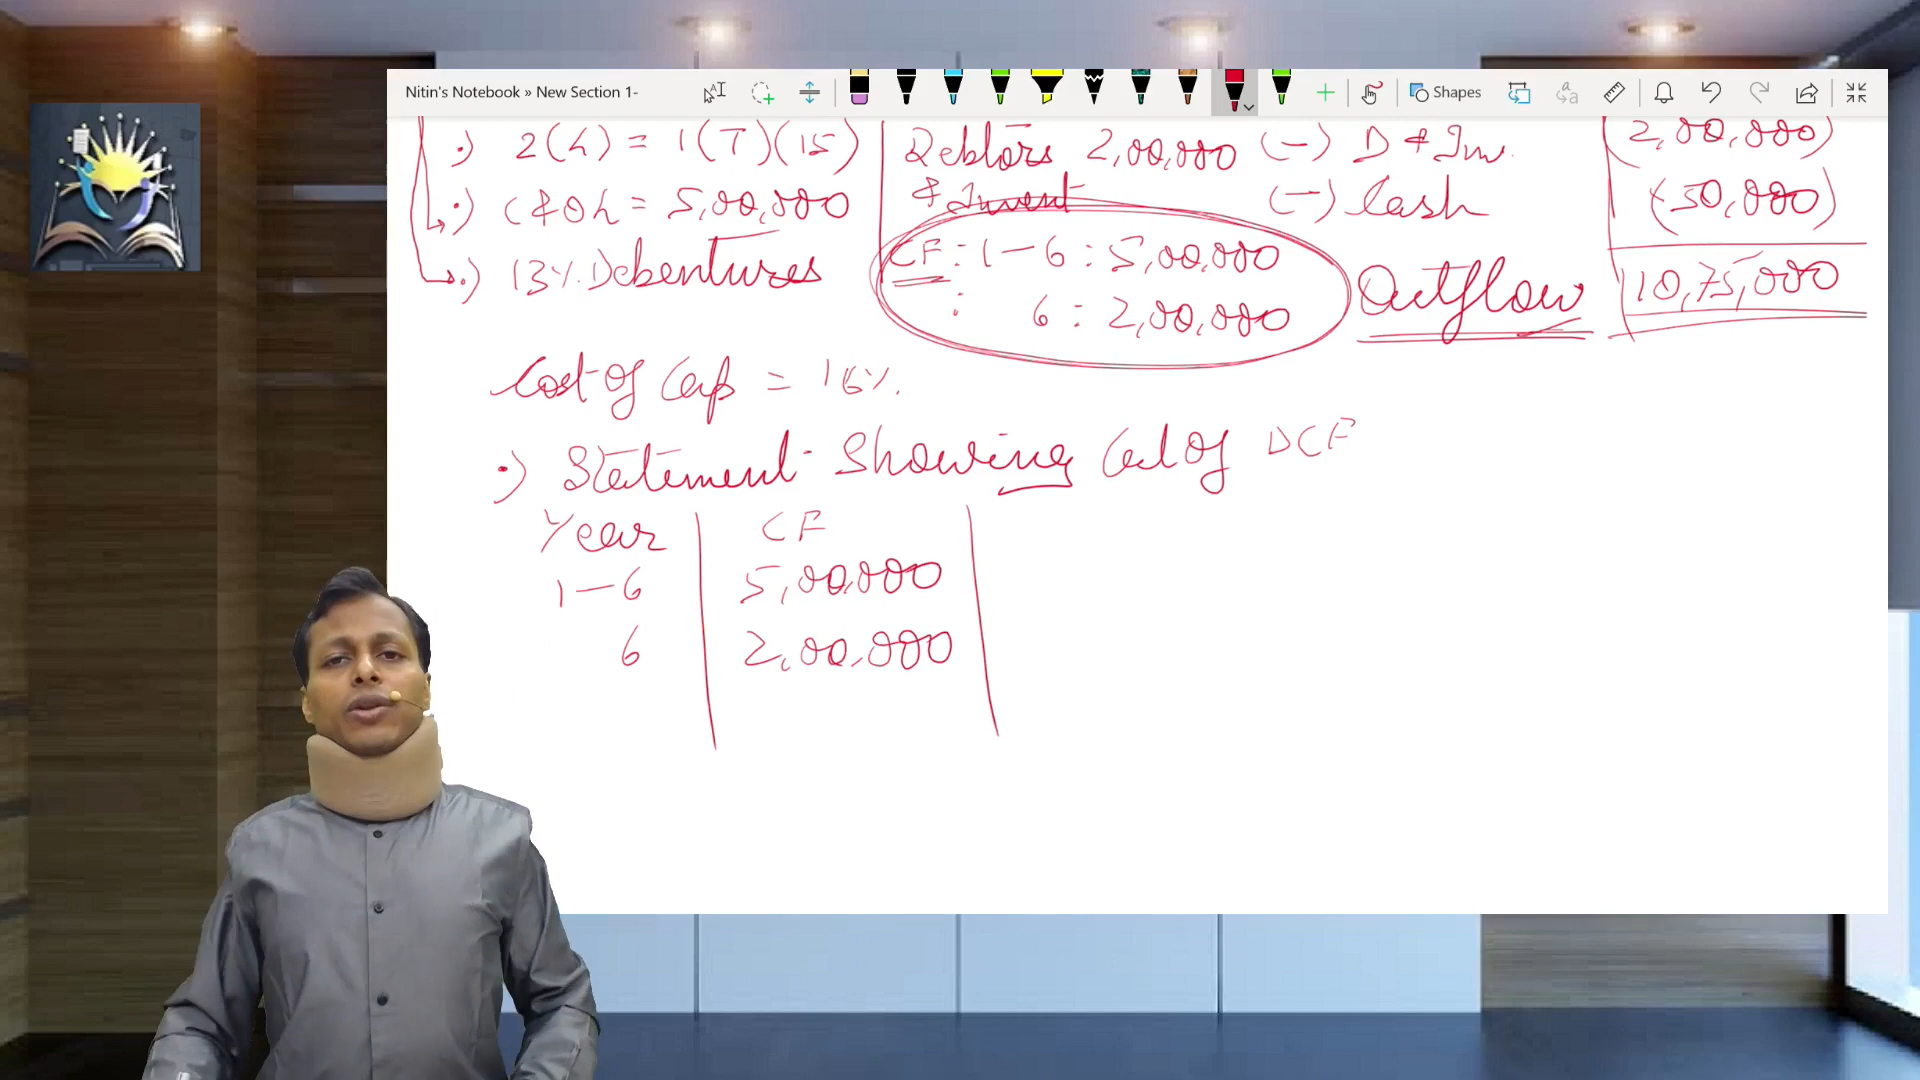 Nitin's Notebook » New Section 1-
Shapes
•) 2(L) = 1(T)(15)
•) C & O L = 5,00,000
•) 13% Debentures
Debtors 2,00,000
& Invent
CF : 1 – 6 : 5,00,000
: 6 : 2,00,000
(–) D & Inv. (2,00,000)
(–) Cash (50,000)
Outflow 10,75,000
Cost of Cap = 16%.
•) Statement Showing Cal of DCF
Year CF
1 – 6 5,00,000
6 2,00,000